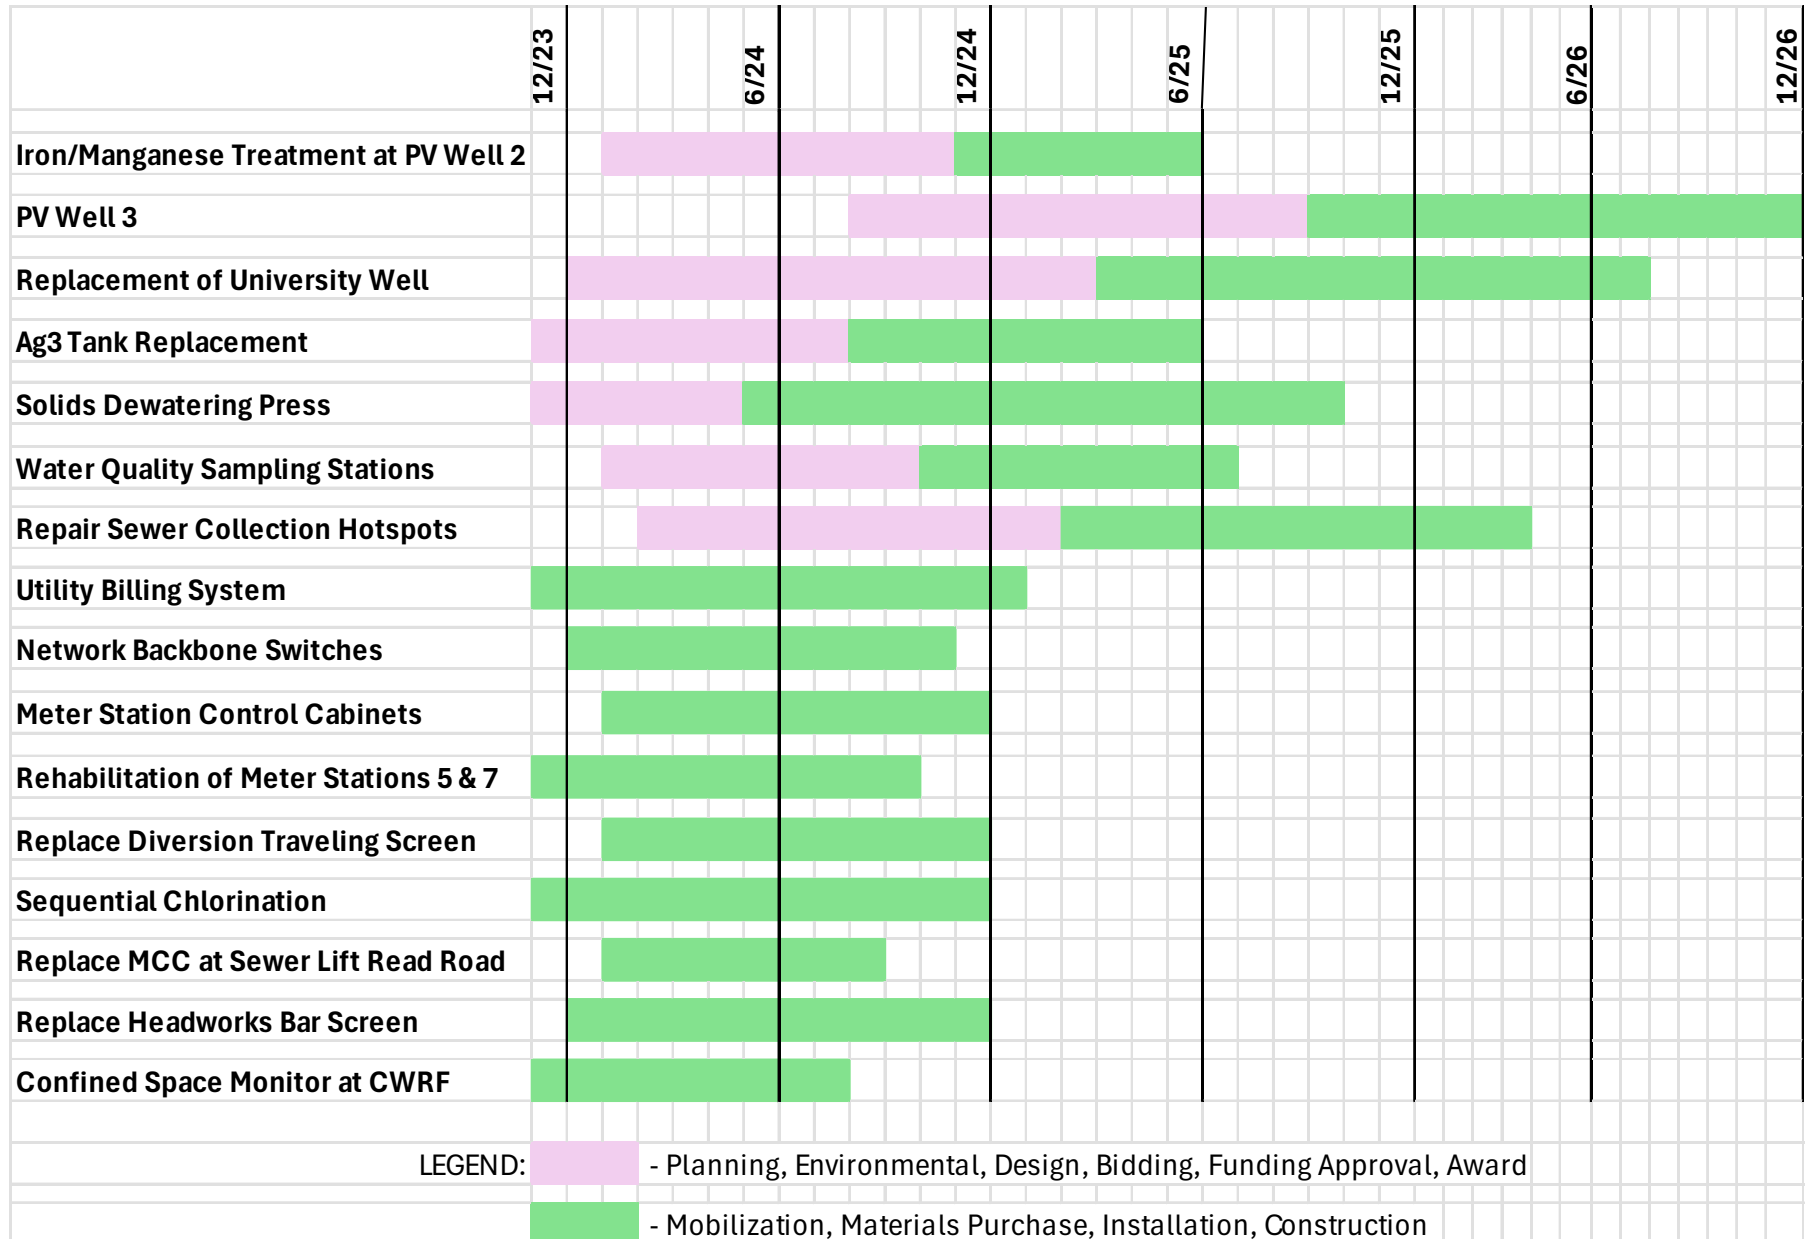 12/23
6/24
12/24
6/25
12/25
6/26
12/26
Iron/Manganese Treatment at PV Well 2
PV Well 3
Replacement of University Well
Ag3 Tank Replacement
Solids Dewatering Press
Water Quality Sampling Stations
Repair Sewer Collection Hotspots
Utility Billing System
Network Backbone Switches
Meter Station Control Cabinets
Rehabilitation of Meter Stations 5 & 7
Replace Diversion Traveling Screen
Sequential Chlorination
Replace MCC at Sewer Lift Read Road
Replace Headworks Bar Screen
Confined Space Monitor at CWRF
LEGEND: - Planning, Environmental, Design, Bidding, Funding Approval, Award
- Mobilization, Materials Purchase, Installation, Construction